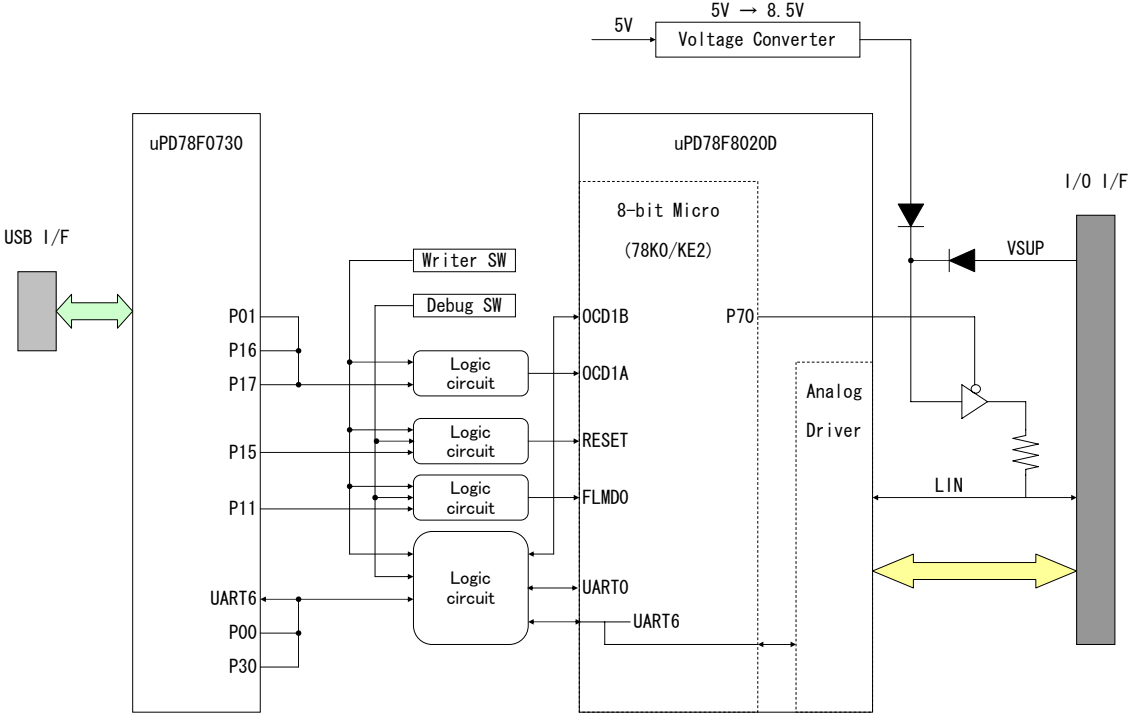 5V → 8.5V
5V
Voltage Converter
uPD78F0730
uPD78F8020D
I/O I/F
8-bit Micro
(78K0/KE2)
USB I/F
VSUP
Writer SW
Debug SW
P01
OCD1B
P70
P16
Logic
circuit
P17
OCD1A
Analog
Driver
Logic
circuit
P15
RESET
LIN
Logic
circuit
P11
FLMD0
Logic
circuit
UART6
UART0
P00
UART6
P30